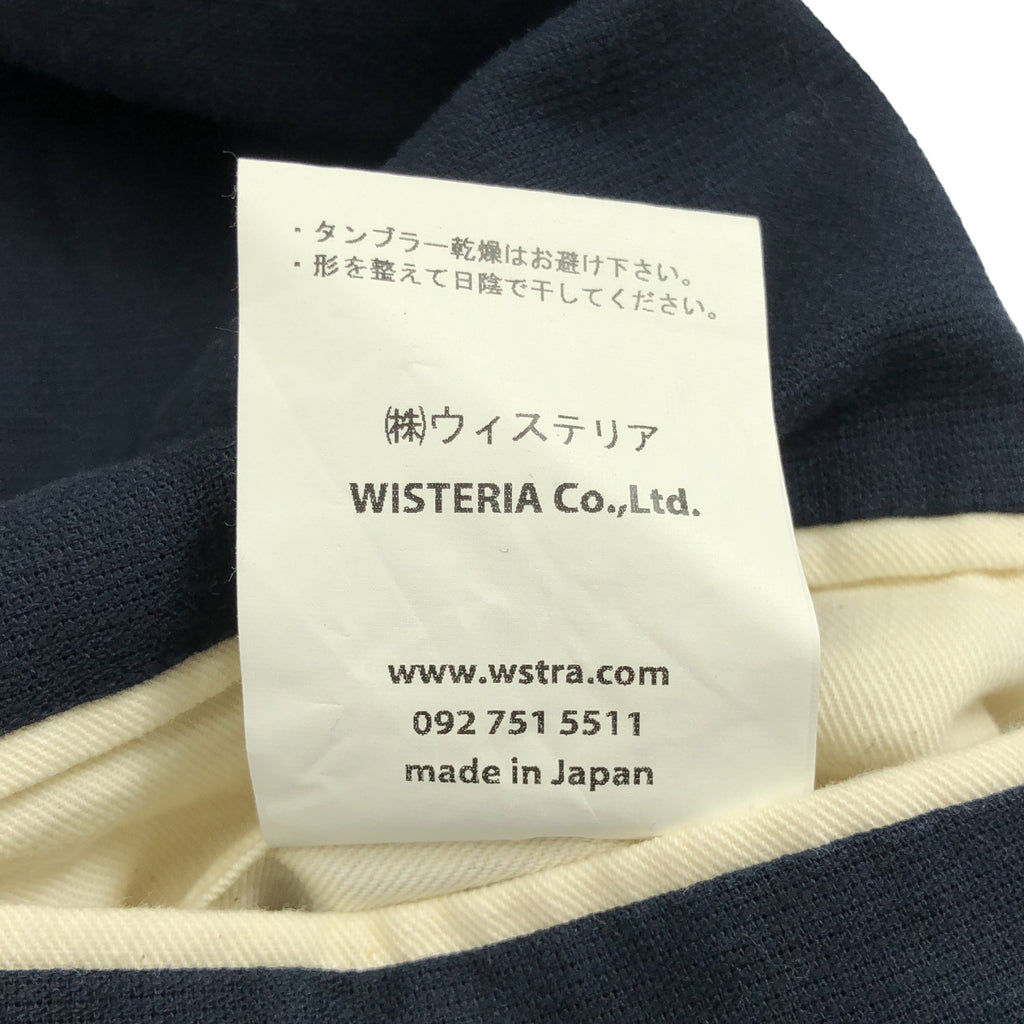 ・タンブラー乾燥はお避け下さい。
・形を整えて日陰で干してください。
㈱ウィステリア
WISTERIA Co.,Ltd.
www.wstra.com
092 751 5511
made in Japan